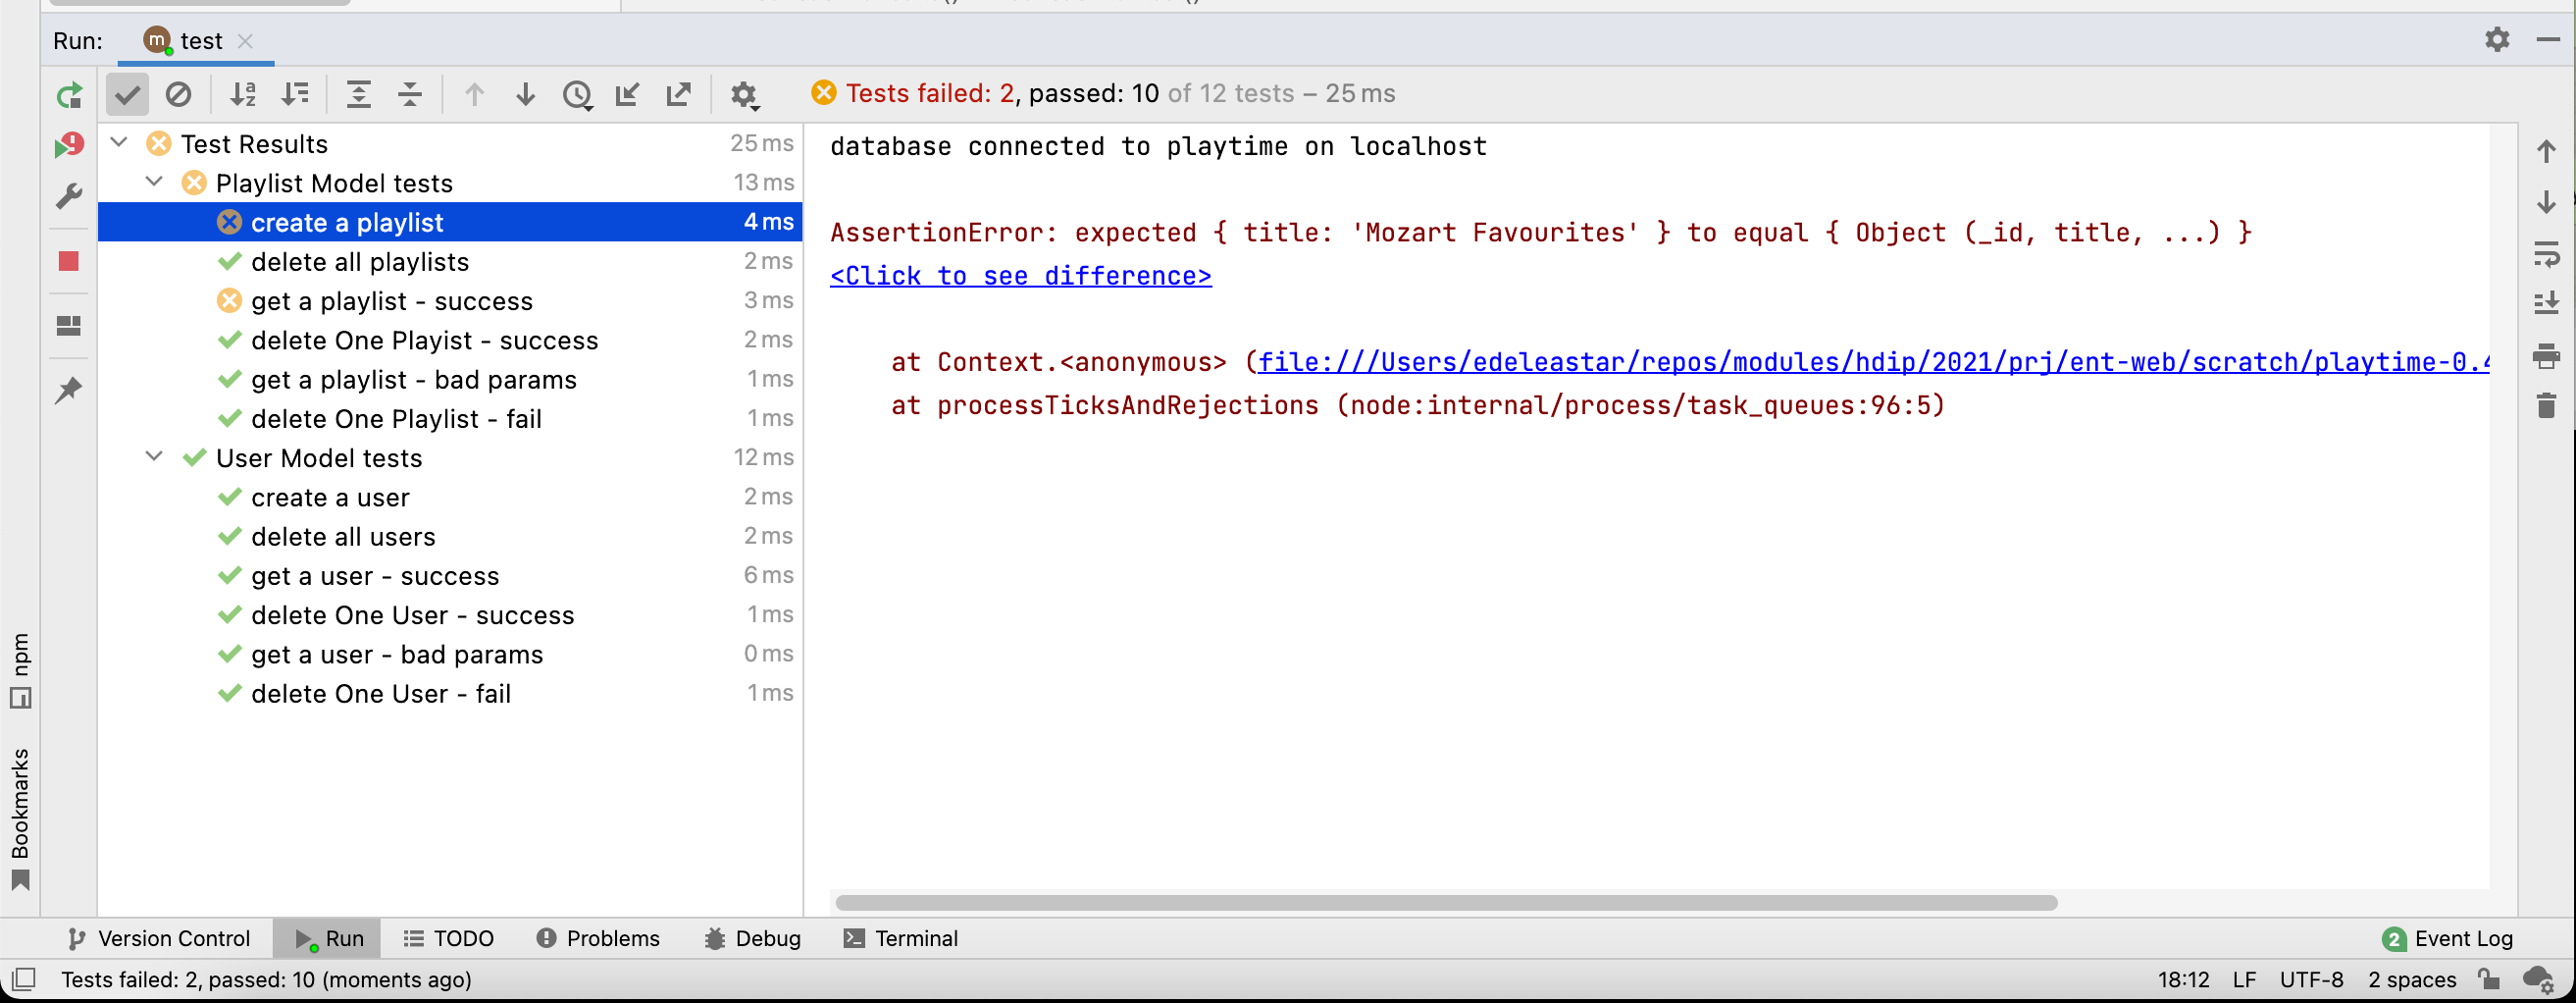 Run: test
Tests failed: 2, passed: 10 of 12 tests – 25 ms
Test Results 25 ms
Playlist Model tests 13 ms
create a playlist 4 ms
delete all playlists 2 ms
get a playlist - success 3 ms
delete One Playist - success 2 ms
get a playlist - bad params 1 ms
delete One Playlist - fail 1 ms
User Model tests 12 ms
create a user 2 ms
delete all users 2 ms
get a user - success 6 ms
delete One User - success 1 ms
get a user - bad params 0 ms
delete One User - fail 1 ms
database connected to playtime on localhost
AssertionError: expected { title: 'Mozart Favourites' } to equal { Object (_id, title, ...) }
<Click to see difference>
at Context.<anonymous> (file:///Users/edeleastar/repos/modules/hdip/2021/prj/ent-web/scratch/playtime-0.4
at processTicksAndRejections (node:internal/process/task_queues:96:5)
npm
Bookmarks
Version Control Run TODO Problems Debug Terminal 2 Event Log
Tests failed: 2, passed: 10 (moments ago) 18:12 LF UTF-8 2 spaces